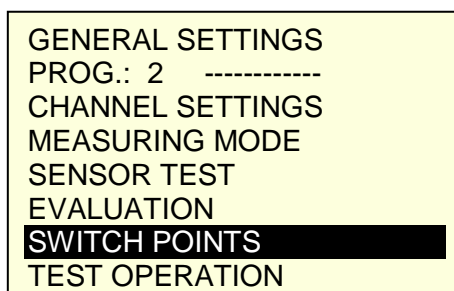 GENERAL SETTINGS
PROG.: 2 ------------
CHANNEL SETTINGS
MEASURING MODE
SENSOR TEST
EVALUATION
SWITCH POINTS
TEST OPERATION